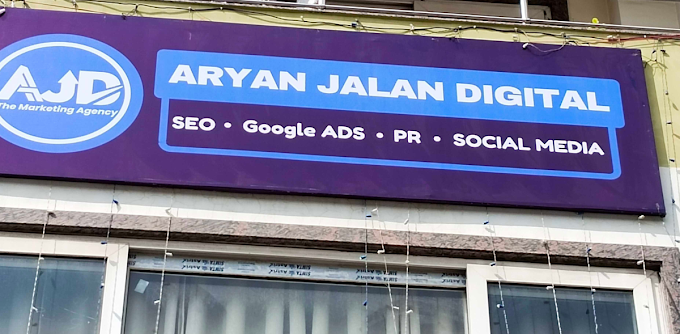 AJD
The Marketing Agency
ARYAN JALAN DIGITAL
SEO • Google ADS • PR • SOCIAL MEDIA